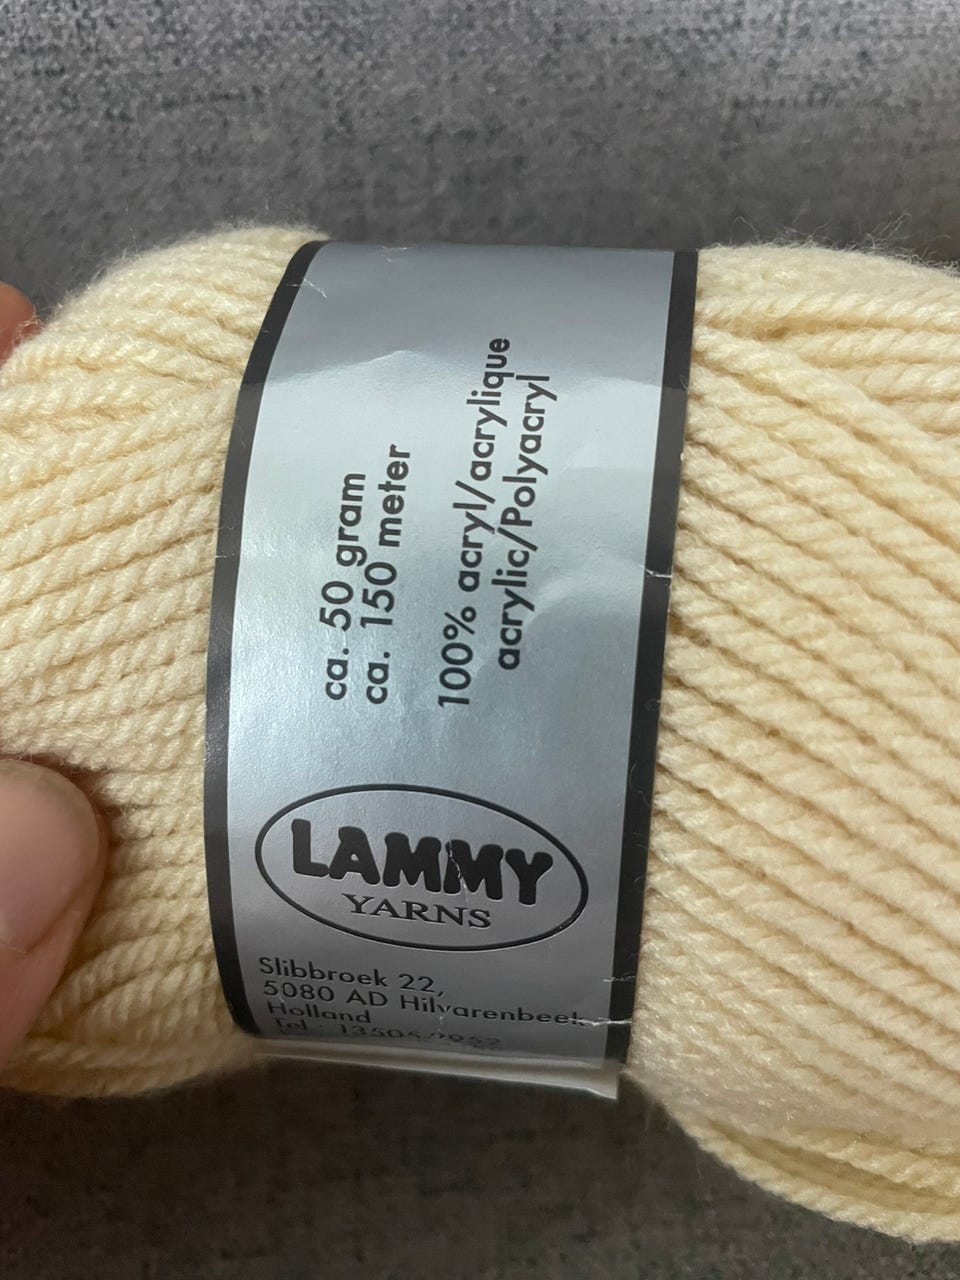 ca. 50 gram
ca. 150 meter
100% acryl/acrylique
acrylic/Polyacryl
LAMMY
YARNS
Slibbroek 22,
5080 AD Hilvarenbeek
Holland
Tel.: